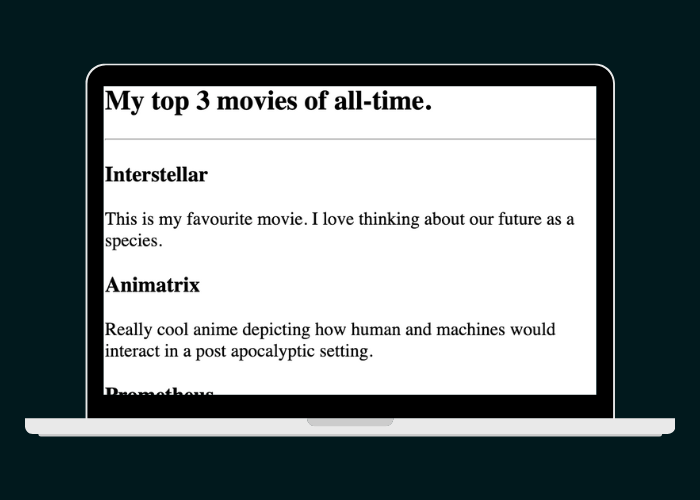 My top 3 movies of all-time.
Interstellar
This is my favourite movie. I love thinking about our future as a
species.
Animatrix
Really cool anime depicting how human and machines would
interact in a post apocalyptic setting.
Prometheus